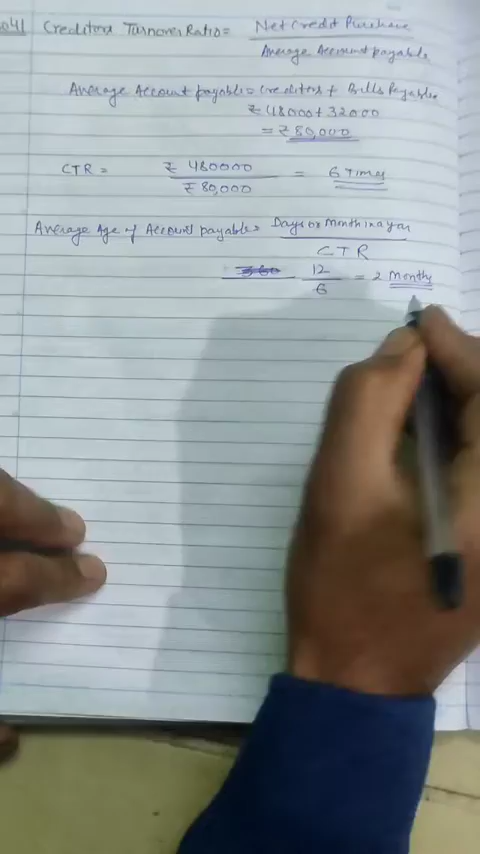 Creditors Turnover Ratio = Net Credit Purchase
Average Account payable
Average Account payable = Creditors + Bills Payable
₹ 48000 + 32000
= ₹ 80,000
CTR = ₹ 480000 = 6 Times
₹ 80,000
Average Age of Account payable = Days or Month in a year
CTR
12 = 2 Months
6